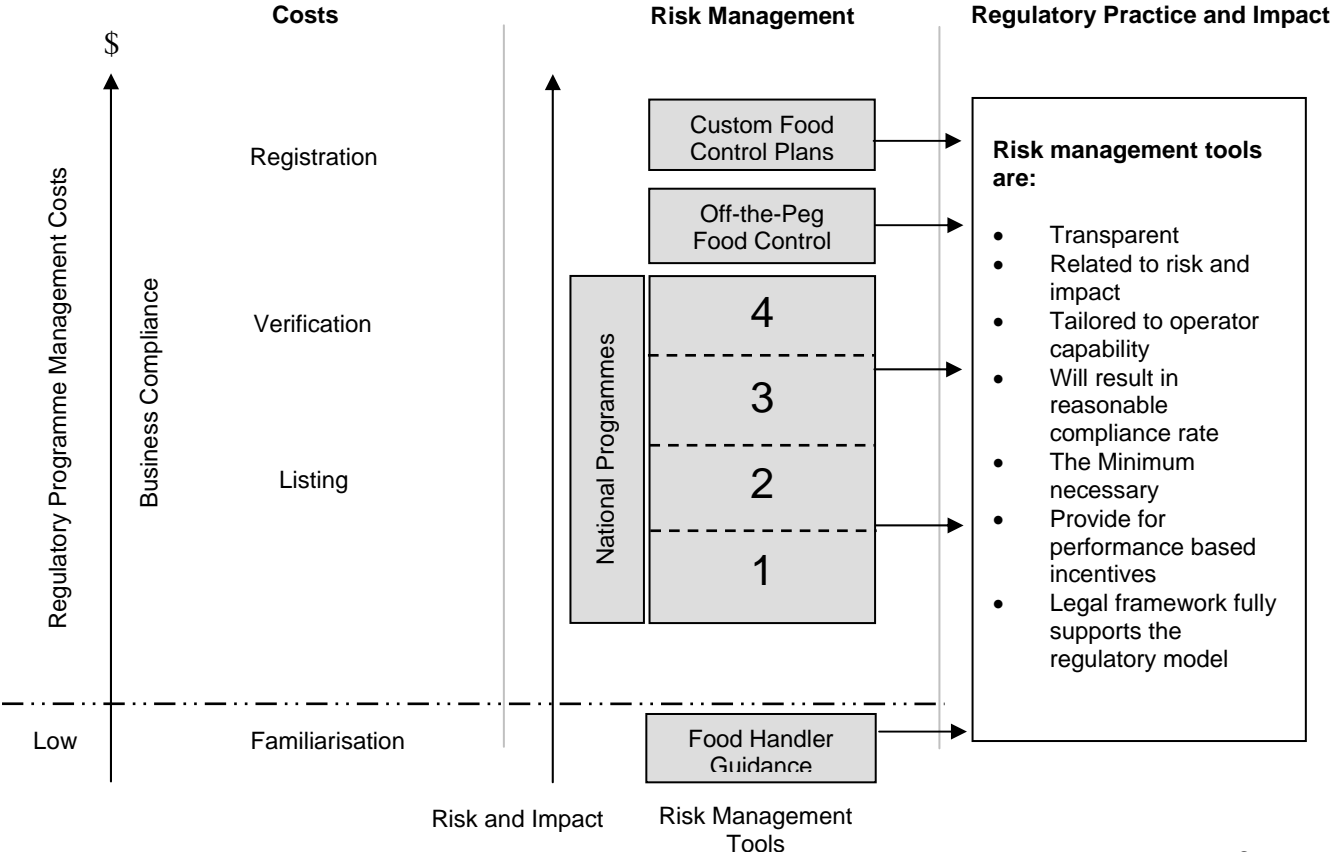 Costs
Risk Management
Regulatory Practice and Impact
$
Regulatory Programme Management Costs
Business Compliance
Registration
Verification
Listing
Low
Familiarisation
Custom Food
Control Plans
Off-the-Peg
Food Control
National Programmes
4
3
2
1
Food Handler
Guidance
Risk and Impact
Risk Management
Tools
Risk management tools
are:
• Transparent
• Related to risk and
impact
• Tailored to operator
capability
• Will result in
reasonable
compliance rate
• The Minimum
necessary
• Provide for
performance based
incentives
• Legal framework fully
supports the
regulatory model